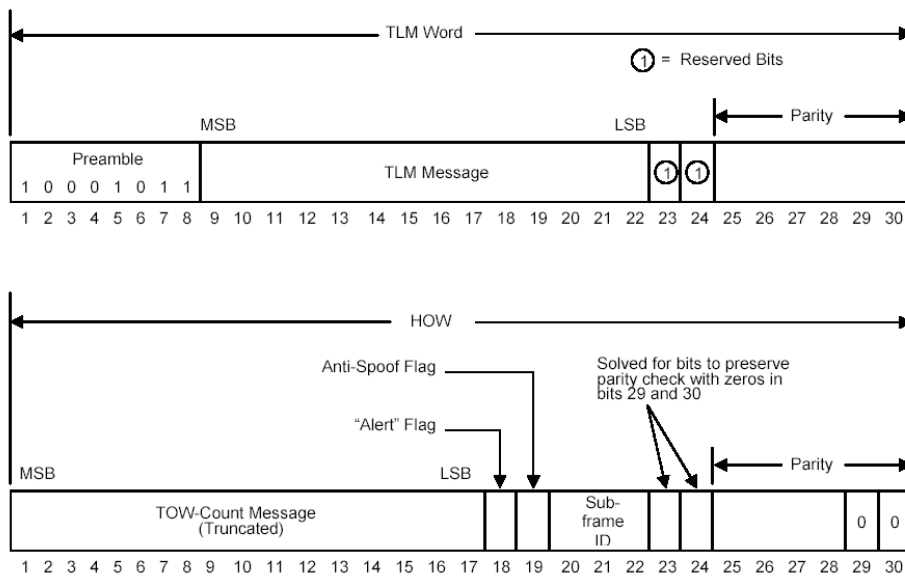 TLM Word
1 = Reserved Bits
Parity
MSB
LSB
Preamble
1 0 0 0 1 0 1 1
TLM Message
1
1
1 2 3 4 5 6 7 8 9 10 11 12 13 14 15 16 17 18 19 20 21 22 23 24 25 26 27 28 29 30
HOW
Anti-Spoof Flag
Solved for bits to preserve
parity check with zeros in
bits 29 and 30
“Alert” Flag
MSB
LSB
Parity
TOW-Count Message
(Truncated)
Sub-
frame
ID
0
0
1 2 3 4 5 6 7 8 9 10 11 12 13 14 15 16 17 18 19 20 21 22 23 24 25 26 27 28 29 30